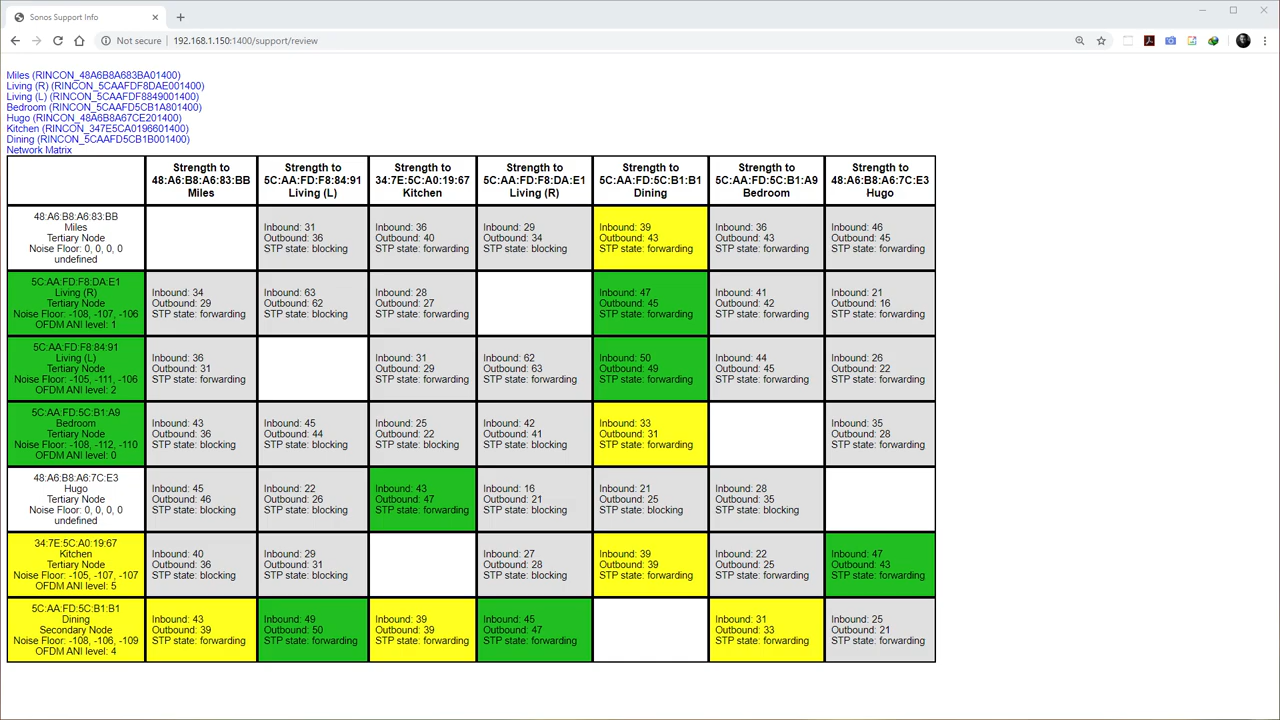 Sonos Support Info
Not secure | 192.168.1.150:1400/support/review
Miles (RINCON_48A6B8A683BA01400)
Living (R) (RINCON_5CAAFDF8DAE001400)
Living (L) (RINCON_5CAAFDF8849001400)
Bedroom (RINCON_5CAAFD5CB1A801400)
Hugo (RINCON_48A6B8A67CE201400)
Kitchen (RINCON_347E5CA0196601400)
Dining (RINCON_5CAAFD5CB1B001400)
Network Matrix
Strength to
48:A6:B8:A6:83:BB
Miles
Strength to
5C:AA:FD:F8:84:91
Living (L)
Strength to
34:7E:5C:A0:19:67
Kitchen
Strength to
5C:AA:FD:F8:DA:E1
Living (R)
Strength to
5C:AA:FD:5C:B1:B1
Dining
Strength to
5C:AA:FD:5C:B1:A9
Bedroom
Strength to
48:A6:B8:A6:7C:E3
Hugo
48:A6:B8:A6:83:BB
Miles
Tertiary Node
Noise Floor: 0, 0, 0, 0
undefined
Inbound: 31
Outbound: 36
STP state: blocking
Inbound: 36
Outbound: 40
STP state: forwarding
Inbound: 29
Outbound: 34
STP state: blocking
Inbound: 39
Outbound: 43
STP state: forwarding
Inbound: 36
Outbound: 43
STP state: forwarding
Inbound: 46
Outbound: 45
STP state: forwarding
5C:AA:FD:F8:DA:E1
Living (R)
Tertiary Node
Noise Floor: -108, -107, -106
OFDM ANI level: 1
Inbound: 34
Outbound: 29
STP state: forwarding
Inbound: 63
Outbound: 62
STP state: blocking
Inbound: 28
Outbound: 27
STP state: forwarding
Inbound: 47
Outbound: 45
STP state: forwarding
Inbound: 41
Outbound: 42
STP state: forwarding
Inbound: 21
Outbound: 16
STP state: forwarding
5C:AA:FD:F8:84:91
Living (L)
Tertiary Node
Noise Floor: -105, -111, -106
OFDM ANI level: 2
Inbound: 36
Outbound: 31
STP state: forwarding
Inbound: 31
Outbound: 29
STP state: forwarding
Inbound: 62
Outbound: 63
STP state: forwarding
Inbound: 50
Outbound: 49
STP state: forwarding
Inbound: 44
Outbound: 45
STP state: forwarding
Inbound: 26
Outbound: 22
STP state: forwarding
5C:AA:FD:5C:B1:A9
Bedroom
Tertiary Node
Noise Floor: -108, -112, -110
OFDM ANI level: 0
Inbound: 43
Outbound: 36
STP state: blocking
Inbound: 45
Outbound: 44
STP state: blocking
Inbound: 25
Outbound: 22
STP state: blocking
Inbound: 42
Outbound: 41
STP state: blocking
Inbound: 33
Outbound: 31
STP state: forwarding
Inbound: 35
Outbound: 28
STP state: forwarding
48:A6:B8:A6:7C:E3
Hugo
Tertiary Node
Noise Floor: 0, 0, 0, 0
undefined
Inbound: 45
Outbound: 46
STP state: blocking
Inbound: 22
Outbound: 26
STP state: blocking
Inbound: 43
Outbound: 47
STP state: forwarding
Inbound: 16
Outbound: 21
STP state: blocking
Inbound: 21
Outbound: 25
STP state: blocking
Inbound: 28
Outbound: 35
STP state: blocking
34:7E:5C:A0:19:67
Kitchen
Tertiary Node
Noise Floor: -105, -107, -107
OFDM ANI level: 5
Inbound: 40
Outbound: 36
STP state: blocking
Inbound: 29
Outbound: 31
STP state: blocking
Inbound: 27
Outbound: 28
STP state: blocking
Inbound: 39
Outbound: 39
STP state: forwarding
Inbound: 22
Outbound: 25
STP state: forwarding
Inbound: 47
Outbound: 43
STP state: forwarding
5C:AA:FD:5C:B1:B1
Dining
Secondary Node
Noise Floor: -108, -106, -109
OFDM ANI level: 4
Inbound: 43
Outbound: 39
STP state: forwarding
Inbound: 49
Outbound: 50
STP state: forwarding
Inbound: 39
Outbound: 39
STP state: forwarding
Inbound: 45
Outbound: 47
STP state: forwarding
Inbound: 31
Outbound: 33
STP state: forwarding
Inbound: 25
Outbound: 21
STP state: forwarding